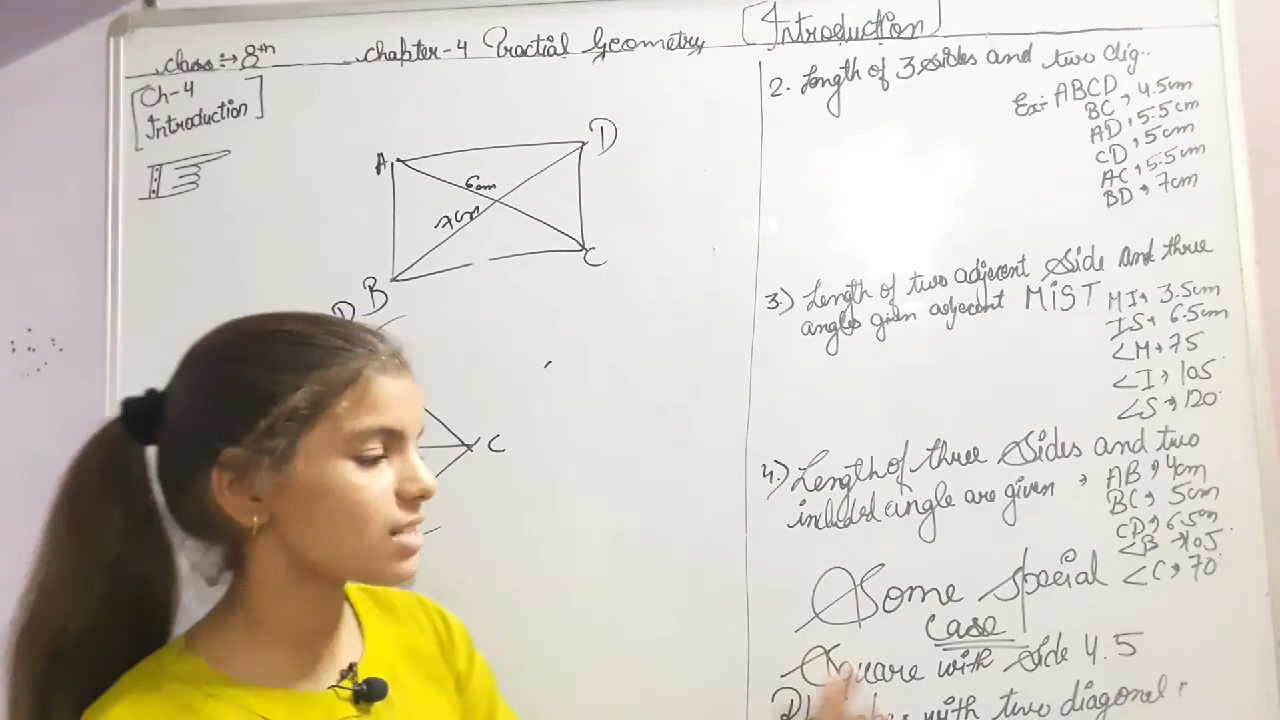 class :→ 8th
chapter-4 Practial Geometry
[Introduction]
Ch-4
Introduction
A
D
6cm
7cm
B
C
D
C
2. Length of 3 sides and two dig..
Ex:- ABCD
BC → 4.5cm
AD → 5.5cm
CD → 5cm
AC → 5.5cm
BD → 7cm
3.) Length of two adjecent Side And three
angles given adjecent MiST
MI → 3.5cm
IS → 6.5cm
∠M → 75
∠I → 105
∠S → 120
4.) Length of three Sides and two
included angle are given →
AB → 4cm
BC → 5cm
CD → 6.5cm
∠B → 105
∠C → 70
Some special
Case
Square with side 4.5
with two diagonal